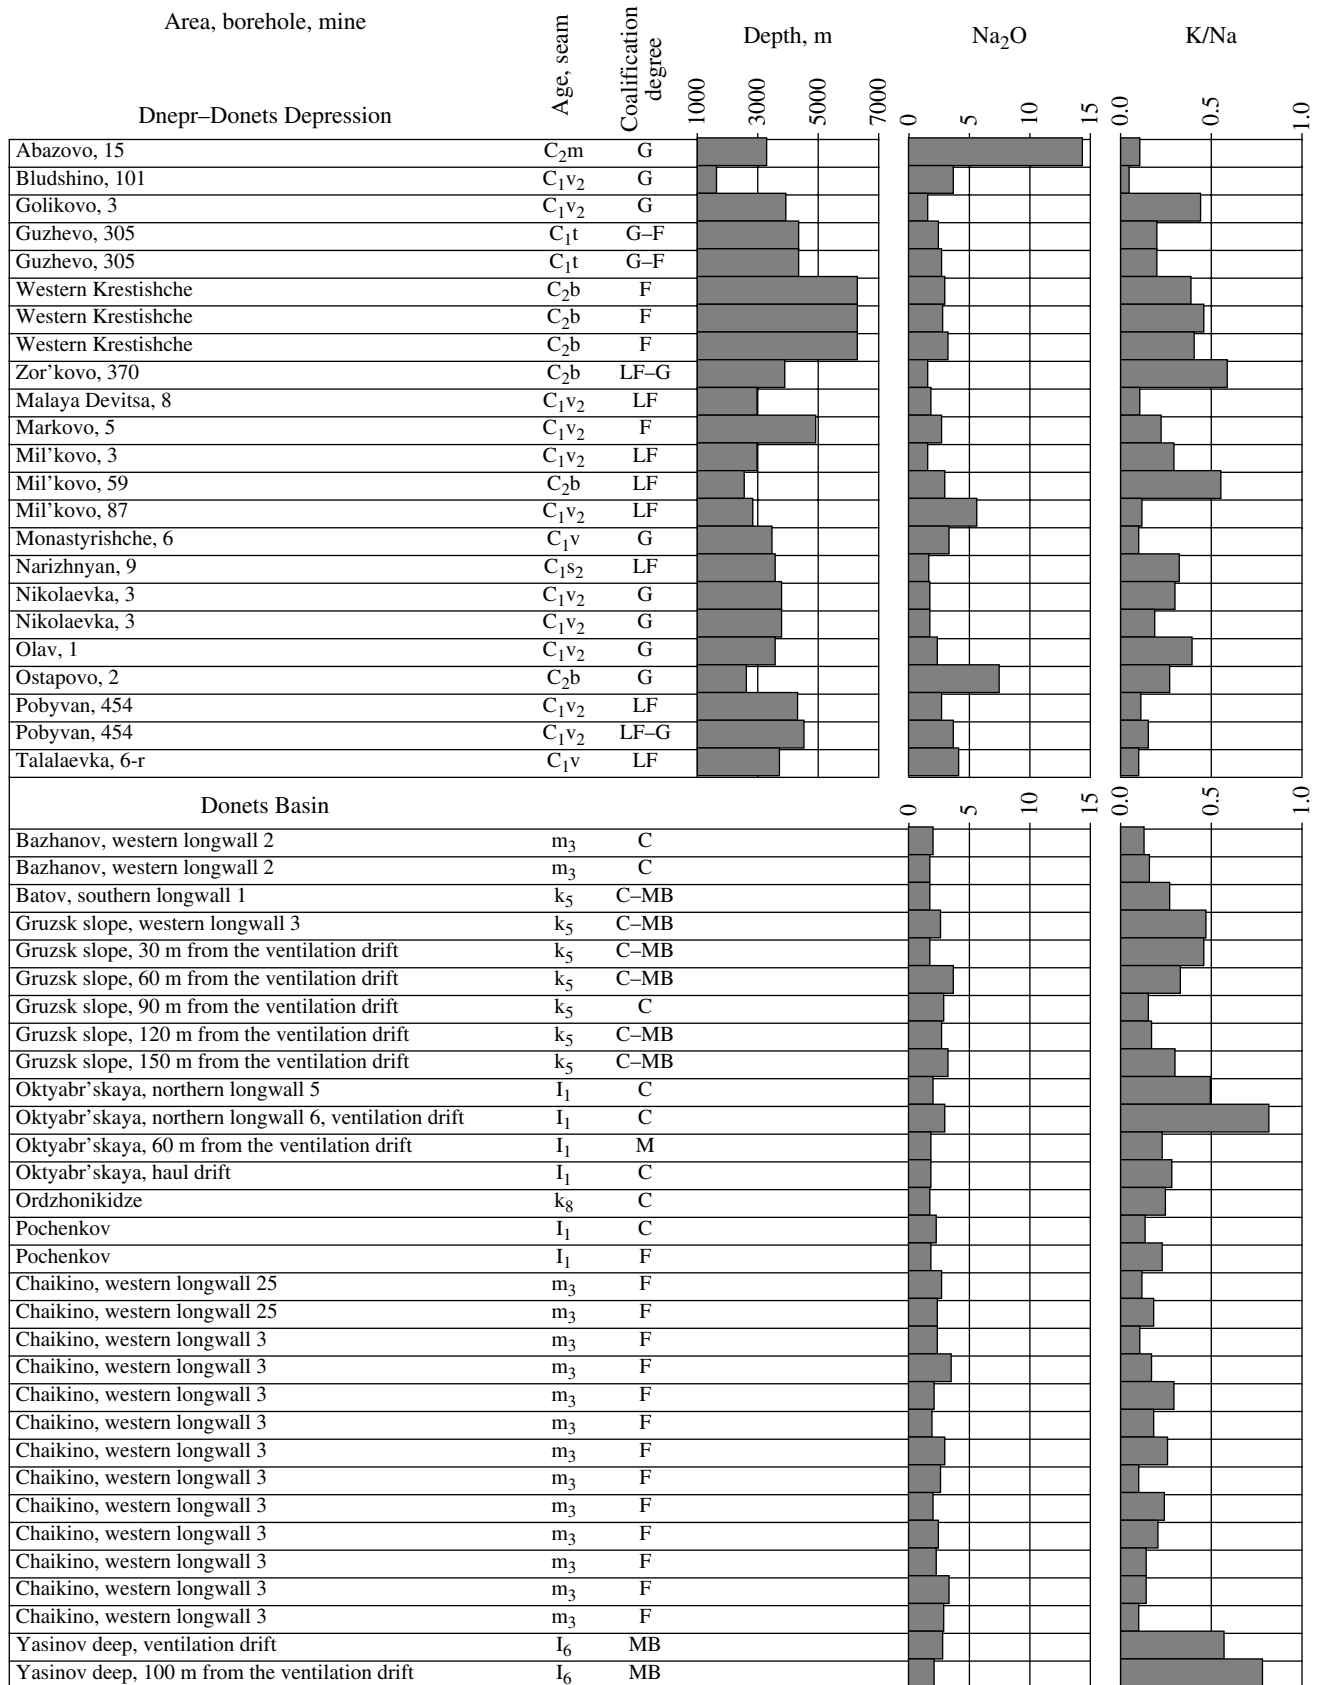 Area, borehole, mine Age, seam Coalification degree Depth, m Na₂O K/Na
Dnepr–Donets Depression 1000 3000 5000 7000 0 5 10 15 0.0 0.5 1.0
Abazovo, 15 C₂m G
Bludshino, 101 C₁v₂ G
Golikovo, 3 C₁v₂ G
Guzhevo, 305 C₁t G–F
Guzhevo, 305 C₁t G–F
Western Krestishche C₂b F
Western Krestishche C₂b F
Western Krestishche C₂b F
Zor’kovo, 370 C₂b LF–G
Malaya Devitsa, 8 C₁v₂ LF
Markovo, 5 C₁v₂ F
Mil’kovo, 3 C₁v₂ LF
Mil’kovo, 59 C₂b LF
Mil’kovo, 87 C₁v₂ LF
Monastyrishche, 6 C₁v G
Narizhnyan, 9 C₁s₂ LF
Nikolaevka, 3 C₁v₂ G
Nikolaevka, 3 C₁v₂ G
Olav, 1 C₁v₂ G
Ostapovo, 2 C₂b G
Pobyvan, 454 C₁v₂ LF
Pobyvan, 454 C₁v₂ LF–G
Talalaevka, 6-r C₁v LF
Donets Basin 0 5 10 15 0.0 0.5 1.0
Bazhanov, western longwall 2 m₃ C
Bazhanov, western longwall 2 m₃ C
Batov, southern longwall 1 k₅ C–MB
Gruzsk slope, western longwall 3 k₅ C–MB
Gruzsk slope, 30 m from the ventilation drift k₅ C–MB
Gruzsk slope, 60 m from the ventilation drift k₅ C–MB
Gruzsk slope, 90 m from the ventilation drift k₅ C
Gruzsk slope, 120 m from the ventilation drift k₅ C–MB
Gruzsk slope, 150 m from the ventilation drift k₅ C–MB
Oktyabr’skaya, northern longwall 5 I₁ C
Oktyabr’skaya, northern longwall 6, ventilation drift I₁ C
Oktyabr’skaya, 60 m from the ventilation drift I₁ M
Oktyabr’skaya, haul drift I₁ C
Ordzhonikidze k₈ C
Pochenkov I₁ C
Pochenkov I₁ F
Chaikino, western longwall 25 m₃ F
Chaikino, western longwall 25 m₃ F
Chaikino, western longwall 3 m₃ F
Chaikino, western longwall 3 m₃ F
Chaikino, western longwall 3 m₃ F
Chaikino, western longwall 3 m₃ F
Chaikino, western longwall 3 m₃ F
Chaikino, western longwall 3 m₃ F
Chaikino, western longwall 3 m₃ F
Chaikino, western longwall 3 m₃ F
Chaikino, western longwall 3 m₃ F
Chaikino, western longwall 3 m₃ F
Chaikino, western longwall 3 m₃ F
Yasinov deep, ventilation drift I₆ MB
Yasinov deep, 100 m from the ventilation drift I₆ MB